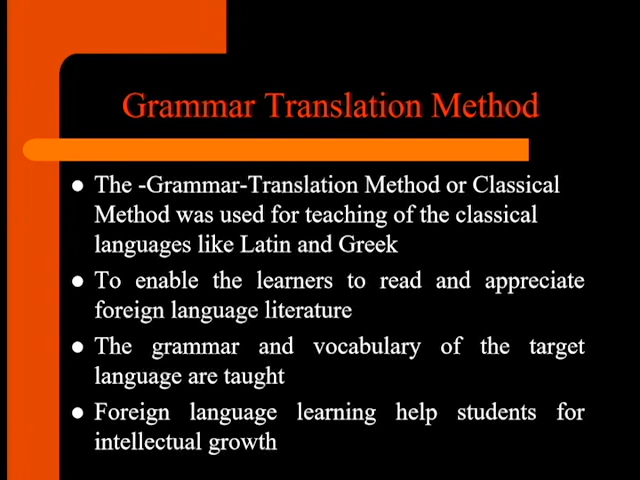 Grammar Translation Method
The -Grammar-Translation Method or Classical
Method was used for teaching of the classical
languages like Latin and Greek
To enable the learners to read and appreciate
foreign language literature
The grammar and vocabulary of the target
language are taught
Foreign language learning help students for
intellectual growth